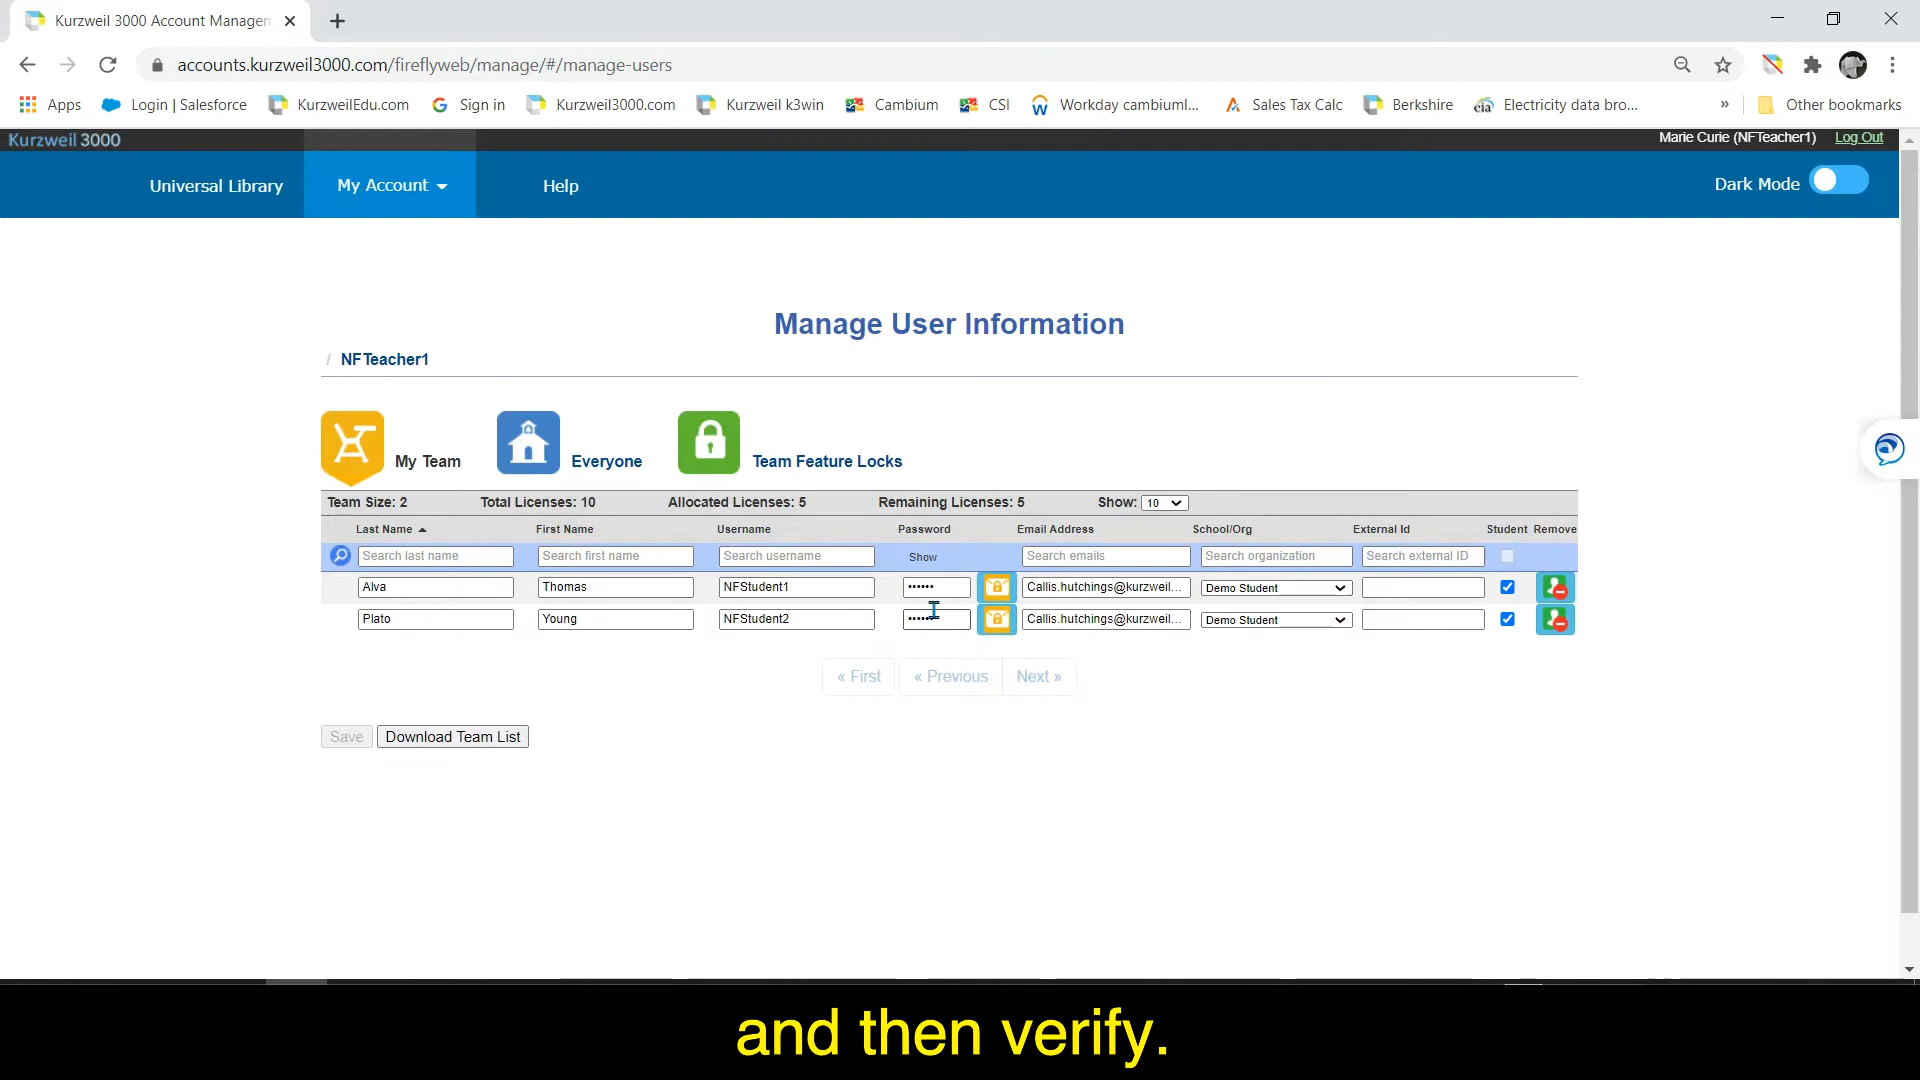 Kurzweil 3000 Account Managem
accounts.kurzweil3000.com/fireflyweb/manage/#/manage-users
Apps Login | Salesforce KurzweilEdu.com Sign in Kurzweil3000.com Kurzweil k3win Cambium CSI Workday cambiuml... Sales Tax Calc Berkshire Electricity data bro... » Other bookmarks
Kurzweil 3000 Marie Curie (NFTeacher1) Log Out
Universal Library My Account Help Dark Mode
Manage User Information
/ NFTeacher1
My Team Everyone Team Feature Locks
Team Size: 2 Total Licenses: 10 Allocated Licenses: 5 Remaining Licenses: 5 Show: 10
Last Name First Name Username Password Email Address School/Org External Id Student Remove
Search last name Search first name Search username Show Search emails Search organization Search external ID
Alva Thomas NFStudent1 •••••• Callis.hutchings@kurzweil... Demo Student
Plato Young NFStudent2 •••••• Callis.hutchings@kurzweil... Demo Student
« First « Previous Next »
Save Download Team List
and then verify.